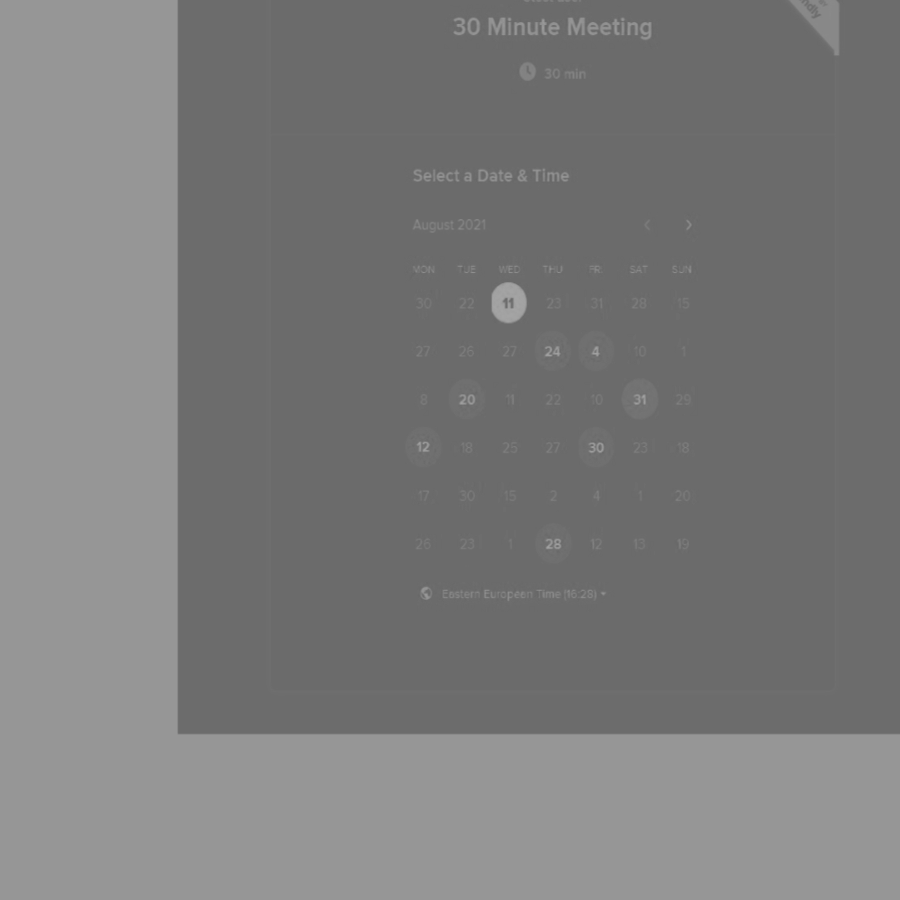 30 Minute Meeting
30 min
Select a Date & Time
August 2021
MON TUE WED THU FRI SAT SUN
30 22 11 23 31 28 15
27 26 27 24 4 10 1
8 20 11 22 10 31 29
12 18 25 27 30 23 18
17 30 15 2 4 1 20
26 23 1 28 12 13 19
Eastern European Time (16:28)